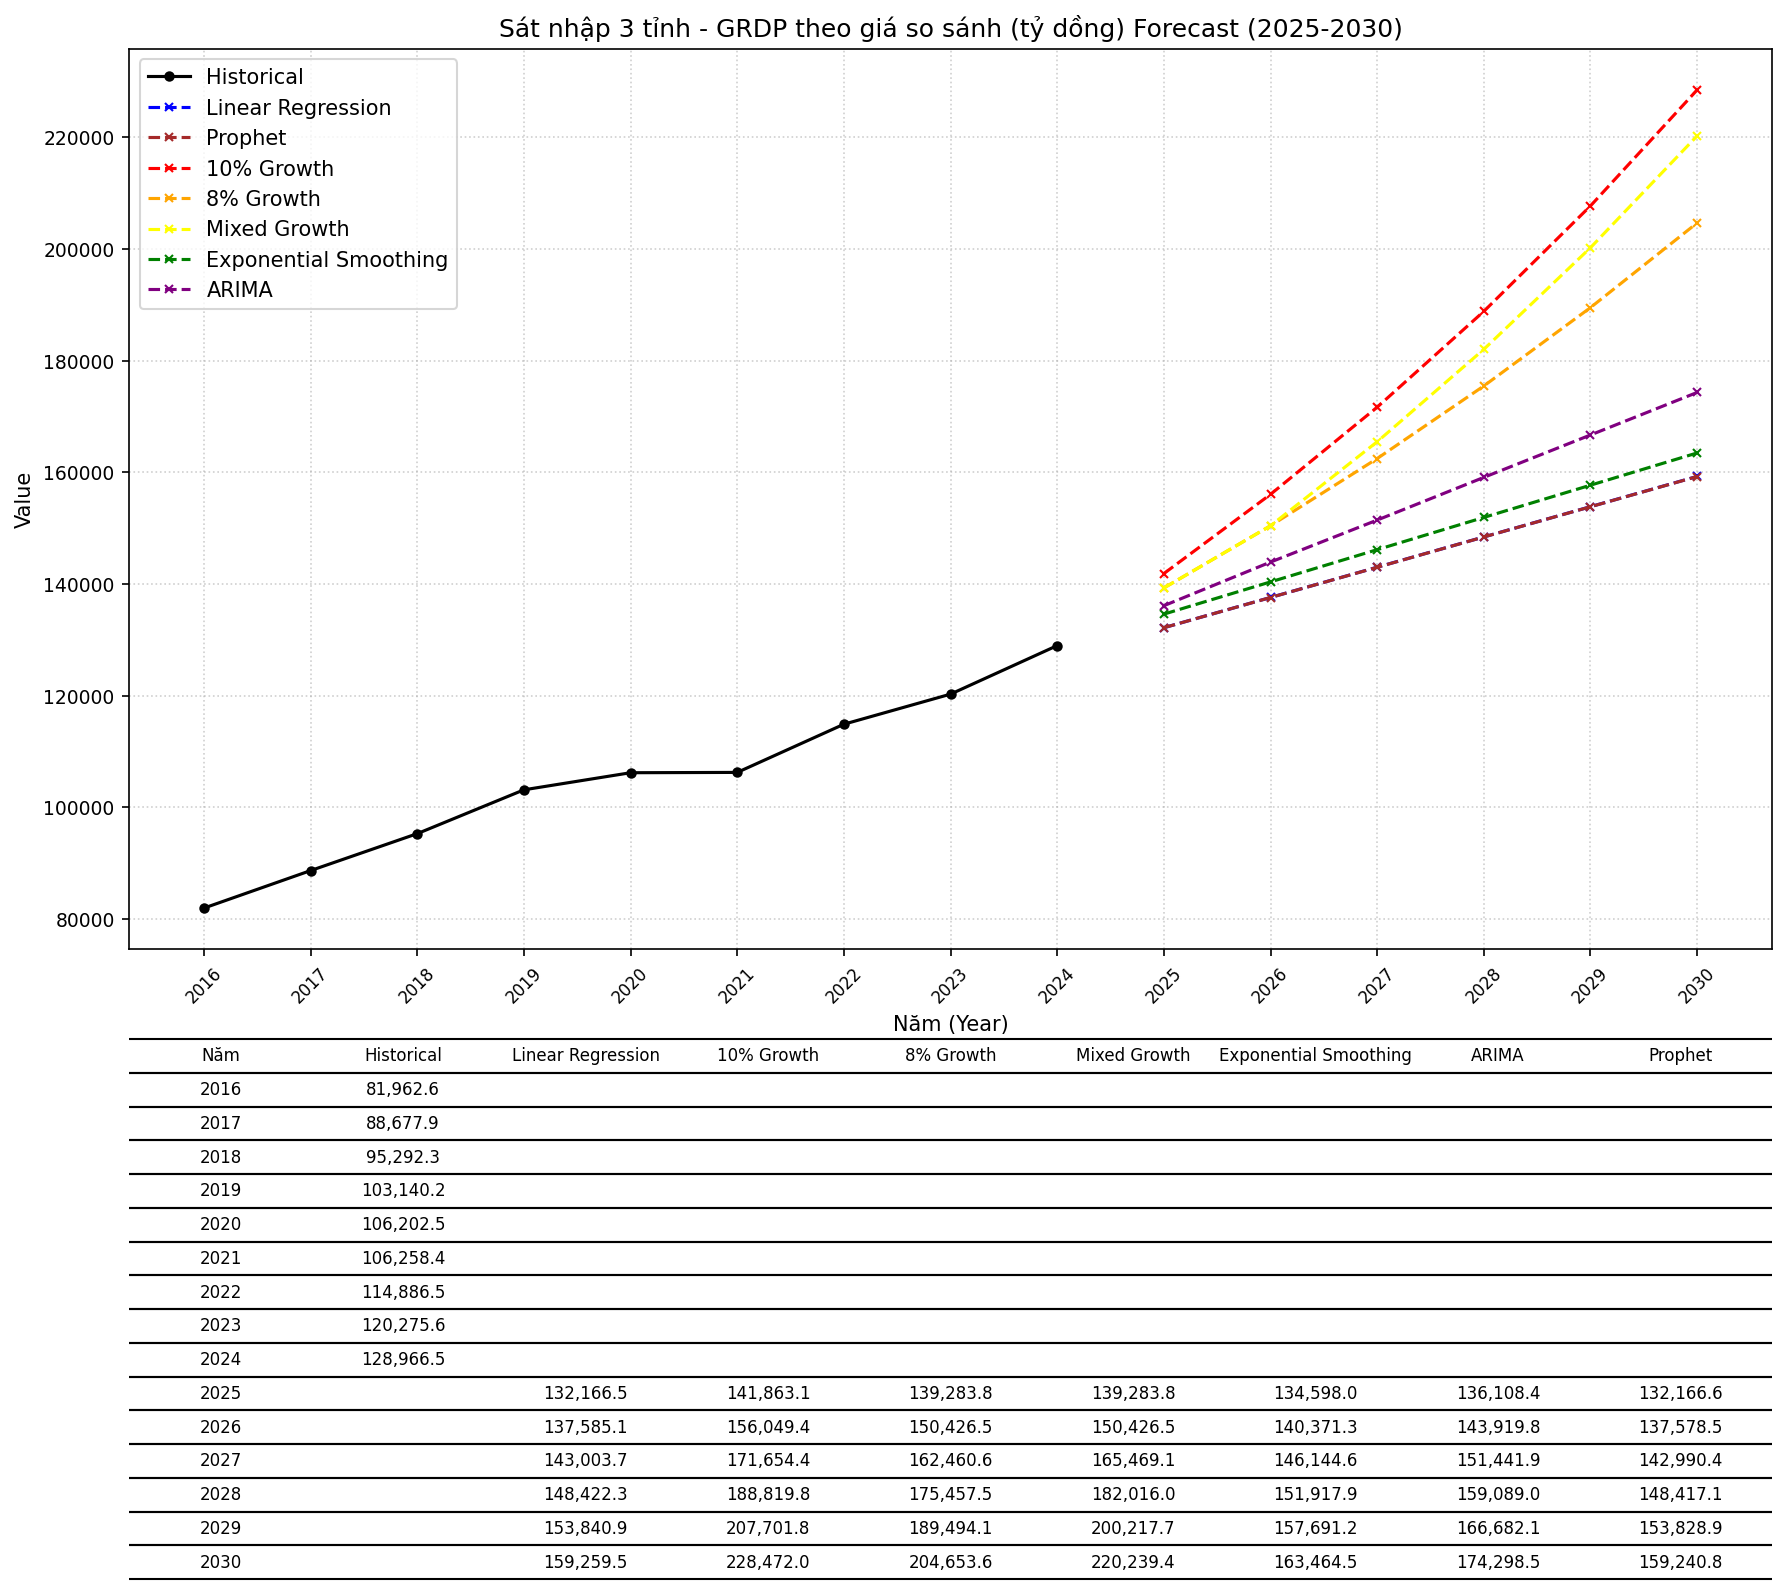 Sát nhập 3 tỉnh - GRDP theo giá so sánh (tỷ dồng) Forecast (2025-2030)
Historical
Linear Regression
Prophet
10% Growth
8% Growth
Mixed Growth
Exponential Smoothing
ARIMA
Value
220000
200000
180000
160000
140000
120000
100000
80000
2016 2017 2018 2019 2020 2021 2022 2023 2024 2025 2026 2027 2028 2029 2030
Năm (Year)
Năm Historical Linear Regression 10% Growth 8% Growth Mixed Growth Exponential Smoothing ARIMA Prophet
2016 81,962.6
2017 88,677.9
2018 95,292.3
2019 103,140.2
2020 106,202.5
2021 106,258.4
2022 114,886.5
2023 120,275.6
2024 128,966.5
2025 132,166.5 141,863.1 139,283.8 139,283.8 134,598.0 136,108.4 132,166.6
2026 137,585.1 156,049.4 150,426.5 150,426.5 140,371.3 143,919.8 137,578.5
2027 143,003.7 171,654.4 162,460.6 165,469.1 146,144.6 151,441.9 142,990.4
2028 148,422.3 188,819.8 175,457.5 182,016.0 151,917.9 159,089.0 148,417.1
2029 153,840.9 207,701.8 189,494.1 200,217.7 157,691.2 166,682.1 153,828.9
2030 159,259.5 228,472.0 204,653.6 220,239.4 163,464.5 174,298.5 159,240.8